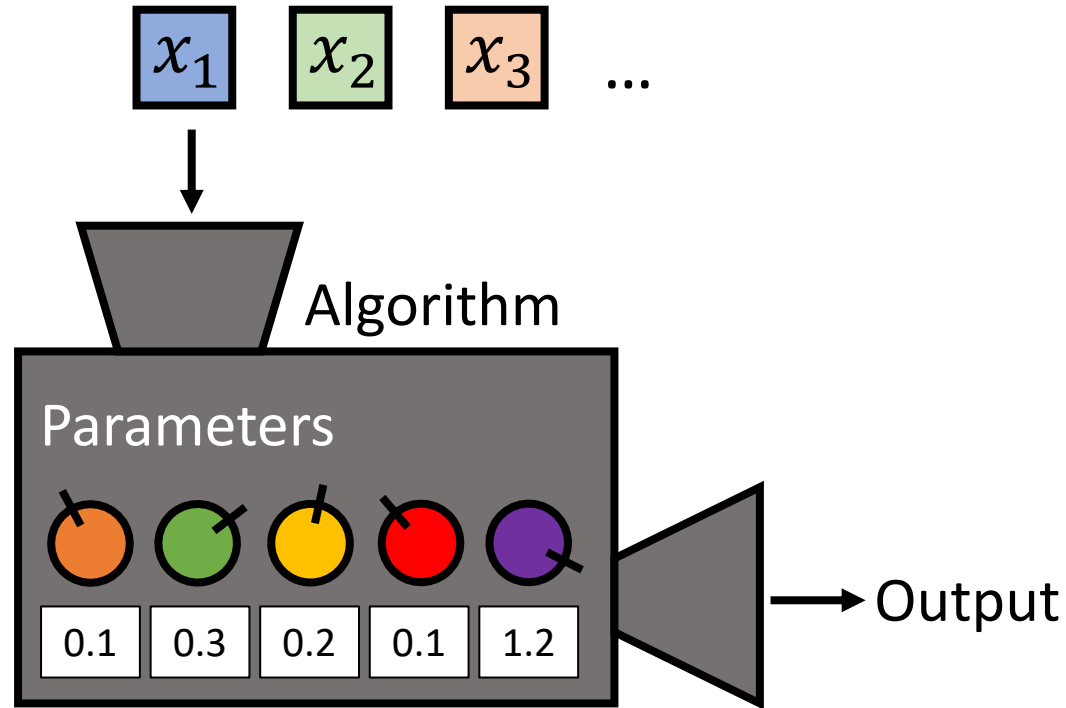 x₁ x₂ x₃ ...
Algorithm
Parameters
0.1 0.3 0.2 0.1 1.2
Output